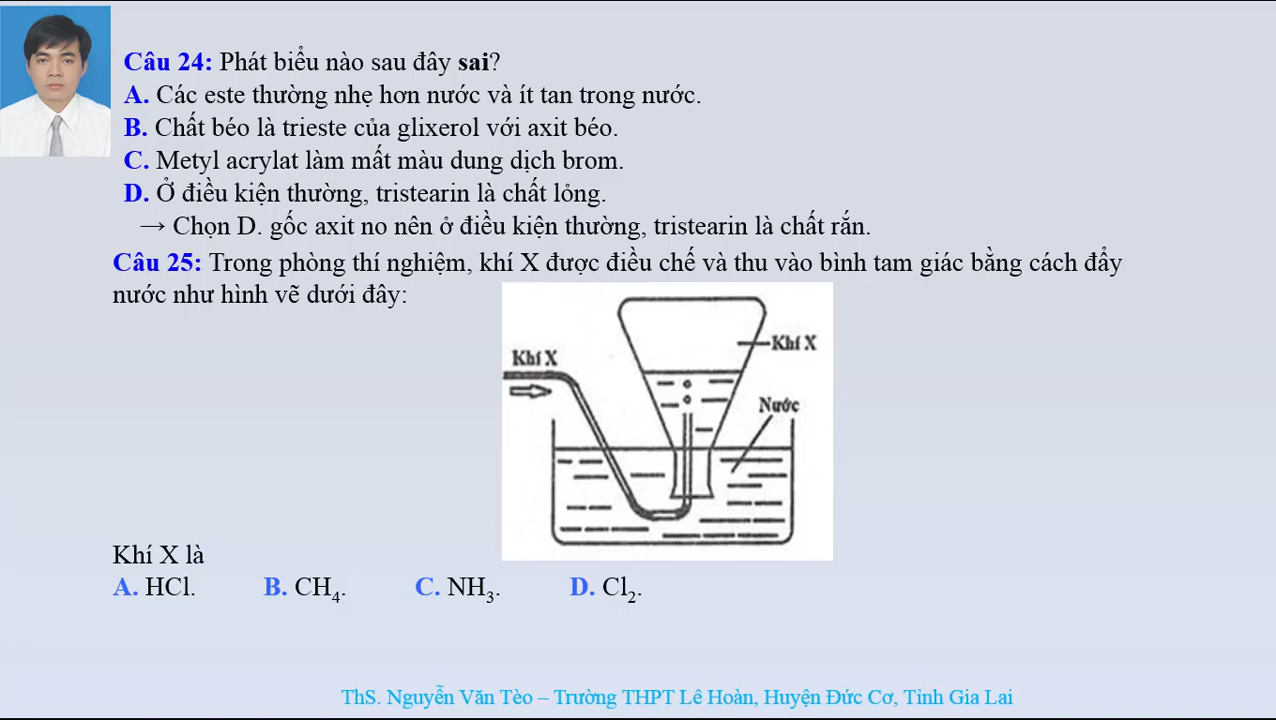 Câu 24: Phát biểu nào sau đây sai?
A. Các este thường nhẹ hơn nước và ít tan trong nước.
B. Chất béo là trieste của glixerol với axit béo.
C. Metyl acrylat làm mất màu dung dịch brom.
D. Ở điều kiện thường, tristearin là chất lỏng.
→ Chọn D. gốc axit no nên ở điều kiện thường, tristearin là chất rắn.
Câu 25: Trong phòng thí nghiệm, khí X được điều chế và thu vào bình tam giác bằng cách đẩy
nước như hình vẽ dưới đây:
Khí X
Khí X
Nước
Khí X là
A. HCl. B. CH₄. C. NH₃. D. Cl₂.
ThS. Nguyễn Văn Tèo – Trường THPT Lê Hoàn, Huyện Đức Cơ, Tỉnh Gia Lai